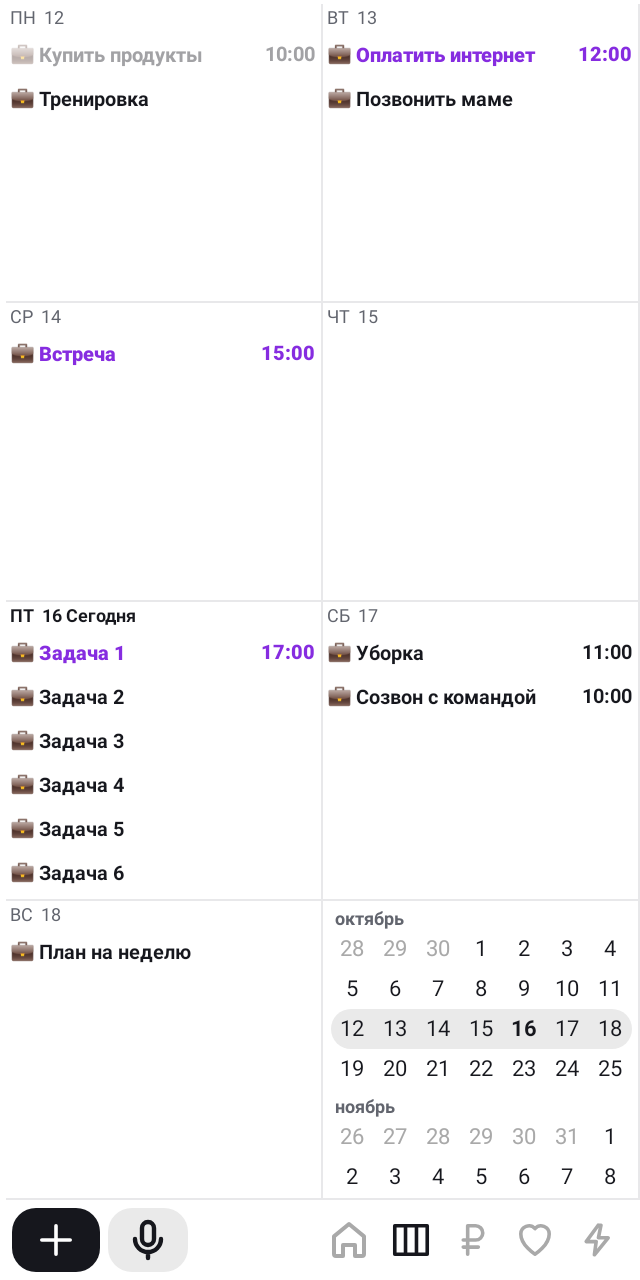 ПН 12
Купить продукты 10:00
Тренировка
ВТ 13
Оплатить интернет 12:00
Позвонить маме
СР 14
Встреча 15:00
ЧТ 15
ПТ 16 Сегодня
Задача 1 17:00
Задача 2
Задача 3
Задача 4
Задача 5
Задача 6
СБ 17
Уборка 11:00
Созвон с командой 10:00
ВС 18
План на неделю
октябрь
28 29 30 1 2 3 4
5 6 7 8 9 10 11
12 13 14 15 16 17 18
19 20 21 22 23 24 25
ноябрь
26 27 28 29 30 31 1
2 3 4 5 6 7 8
₽